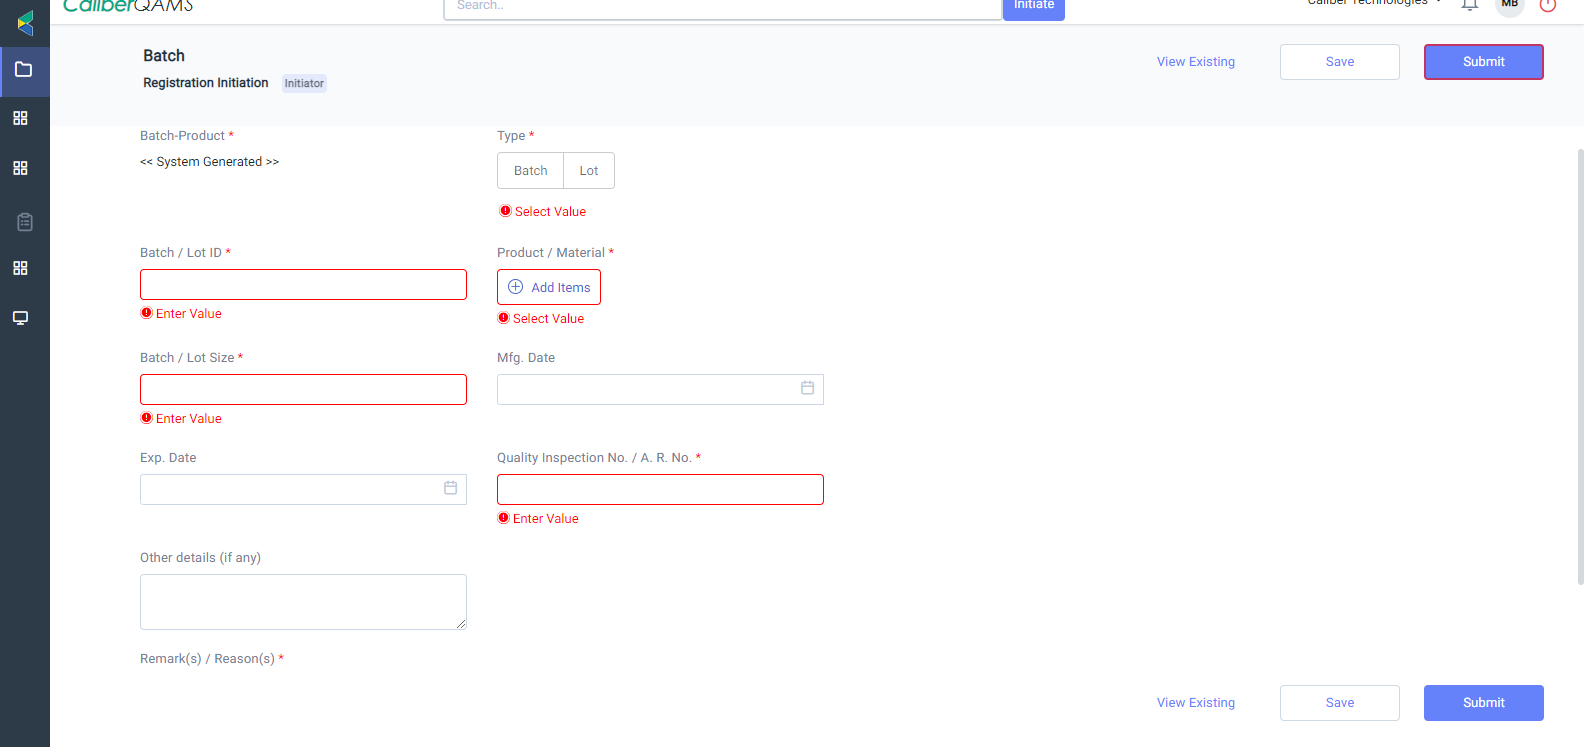 CaliberQAMS
Search..
Initiate
Caliber Technologies
MB
Batch
Registration Initiation
Initiator
View Existing
Save
Submit
Batch-Product *
<< System Generated >>
Type *
Batch
Lot
Select Value
Batch / Lot ID *
Enter Value
Product / Material *
Add Items
Select Value
Batch / Lot Size *
Enter Value
Mfg. Date
Exp. Date
Quality Inspection No. / A. R. No. *
Enter Value
Other details (if any)
Remark(s) / Reason(s) *
View Existing
Save
Submit